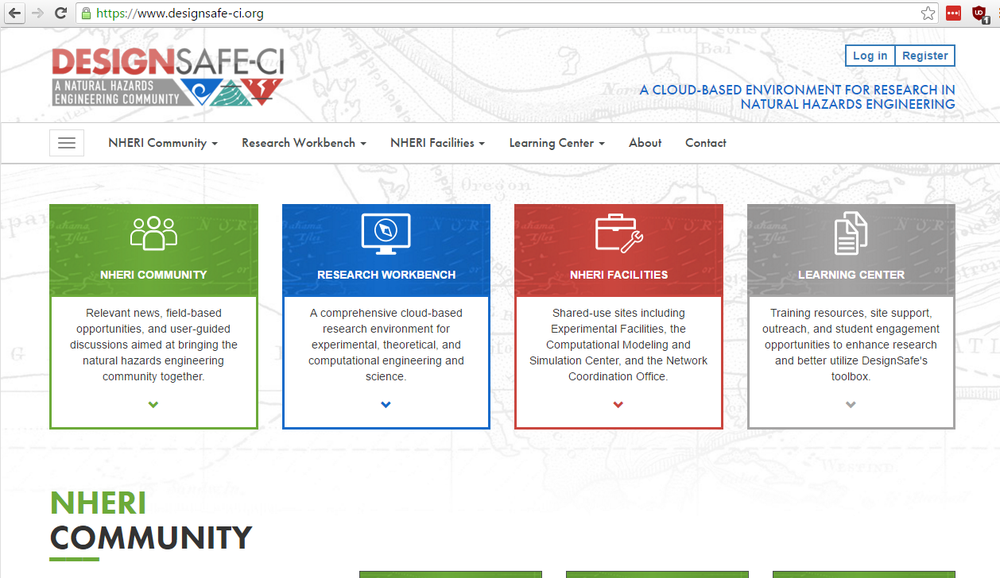 https://www.designsafe-ci.org
1
DESIGNSAFE-CI
A NATURAL HAZARDS
ENGINEERING COMMUNITY
Log in Register
A CLOUD-BASED ENVIRONMENT FOR RESEARCH IN
NATURAL HAZARDS ENGINEERING
NHERI Community Research Workbench NHERI Facilities Learning Center About Contact
Oregon
NHERI COMMUNITY
Relevant news, field-based
opportunities, and user-guided
discussions aimed at bringing the
natural hazards engineering
community together.
RESEARCH WORKBENCH
A comprehensive cloud-based
research environment for
experimental, theoretical, and
computational engineering and
science.
NHERI FACILITIES
Shared-use sites including
Experimental Facilities, the
Computational Modeling and
Simulation Center, and the Network
Coordination Office.
LEARNING CENTER
Training resources, site support,
outreach, and student engagement
opportunities to enhance research
and better utilize DesignSafe's
toolbox.
NHERI
COMMUNITY